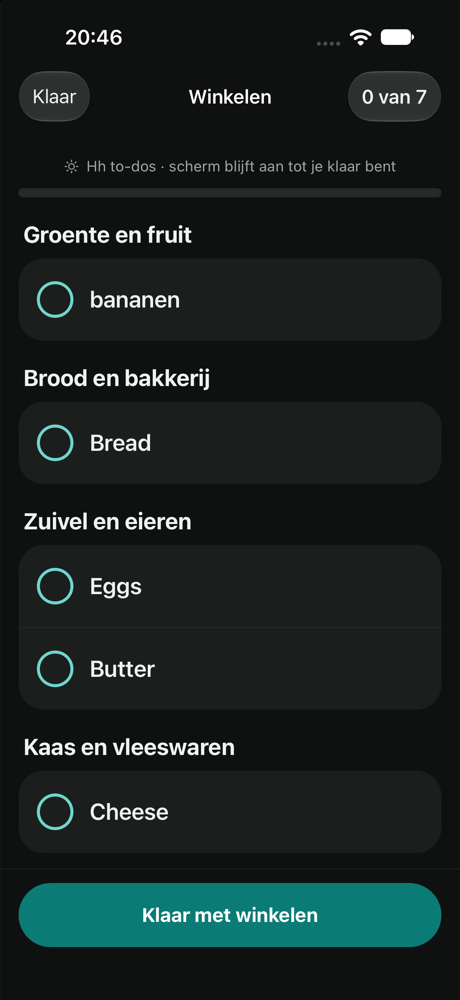 20:46
Klaar
Winkelen
0 van 7
Hh to-dos · scherm blijft aan tot je klaar bent
Groente en fruit
bananen
Brood en bakkerij
Bread
Zuivel en eieren
Eggs
Butter
Kaas en vleeswaren
Cheese
Klaar met winkelen